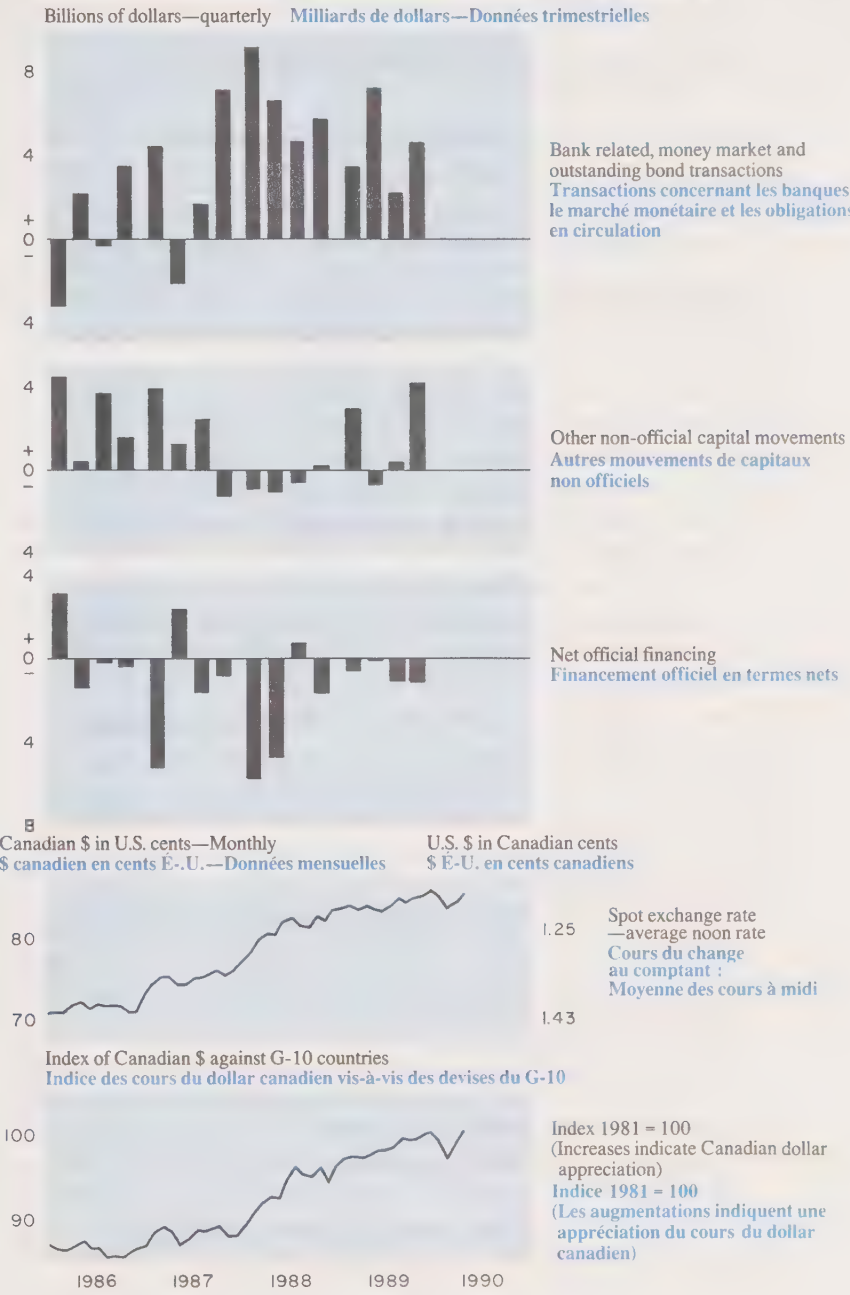 Billions of dollars—quarterly Milliards de dollars—Données trimestrielles
8
4
+
0
–
4
Bank related, money market and
outstanding bond transactions
Transactions concernant les banques
le marché monétaire et les obligations
en circulation
4
+
0
–
4
Other non-official capital movements
Autres mouvements de capitaux
non officiels
4
+
0
–
4
8
Net official financing
Financement officiel en termes nets
Canadian $ in U.S. cents—Monthly U.S. $ in Canadian cents
$ canadien en cents É-.U.—Données mensuelles $ É-U. en cents canadiens
80
70
1.25
1.43
Spot exchange rate
—average noon rate
Cours du change
au comptant :
Moyenne des cours à midi
Index of Canadian $ against G-10 countries
Indice des cours du dollar canadien vis-à-vis des devises du G-10
100
90
Index 1981 = 100
(Increases indicate Canadian dollar
appreciation)
Indice 1981 = 100
(Les augmentations indiquent une
appréciation du cours du dollar
canadien)
1986 1987 1988 1989 1990